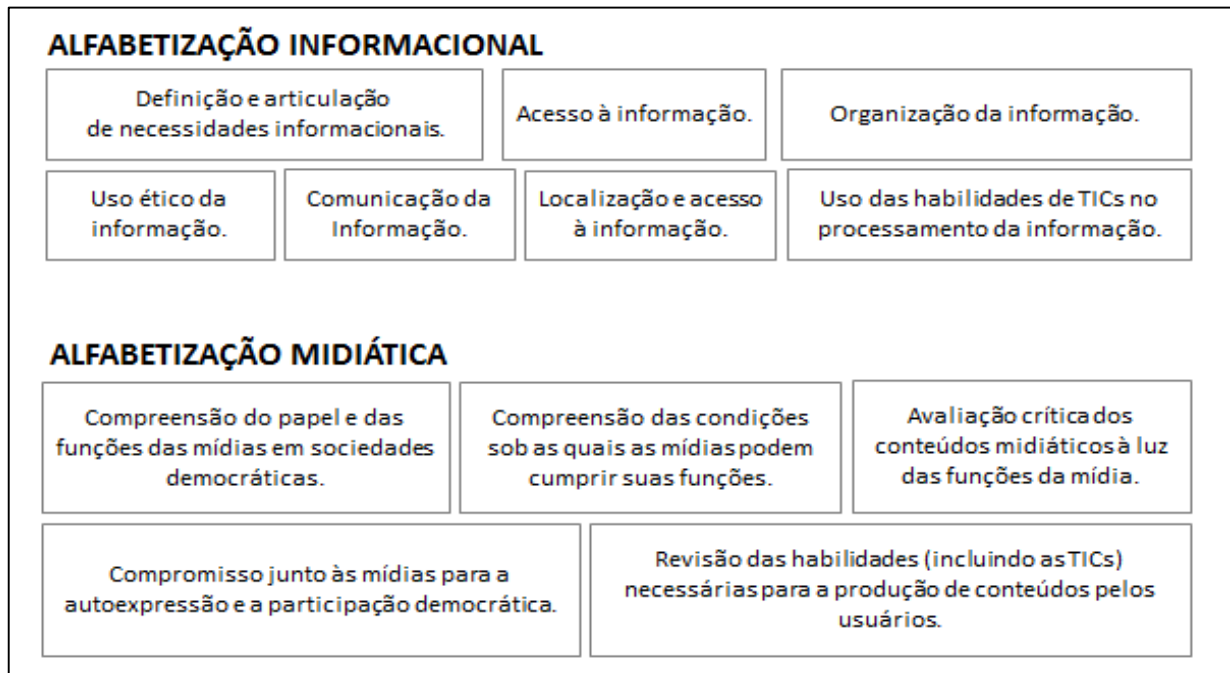 ALFABETIZAÇÃO INFORMACIONAL
Definição e articulação
de necessidades informacionais.
Acesso à informação.
Organização da informação.
Uso ético da
informação.
Comunicação da
Informação.
Localização e acesso
à informação.
Uso das habilidades de TICs no
processamento da informação.
ALFABETIZAÇÃO MIDIÁTICA
Compreensão do papel e das
funções das mídias em sociedades
democráticas.
Compreensão das condições
sob as quais as mídias podem
cumprir suas funções.
Avaliação crítica dos
conteúdos midiáticos à luz
das funções da mídia.
Compromisso junto às mídias para a
autoexpressão e a participação democrática.
Revisão das habilidades (incluindo as TICs)
necessárias para a produção de conteúdos pelos
usuários.